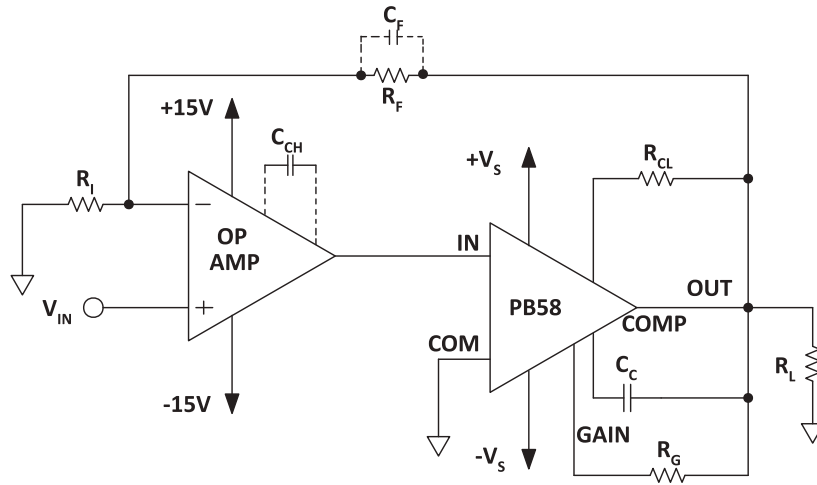 C_F
R_F
+15V
C_CH
R_I
OP
AMP
V_IN
-15V
+V_S
R_CL
IN
PB58
OUT
COMP
COM
C_C
R_L
GAIN
R_G
-V_S